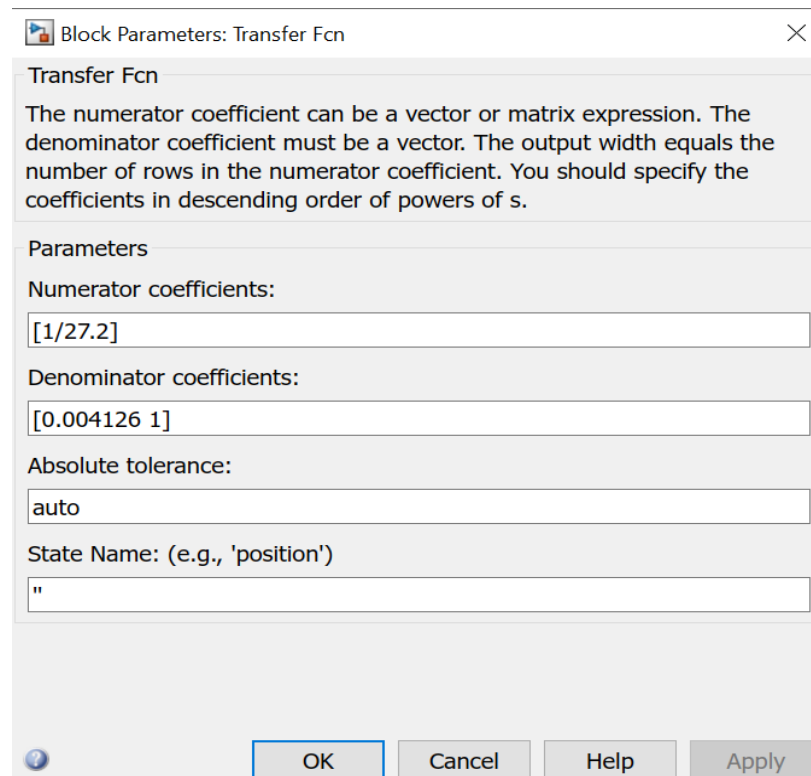 Block Parameters: Transfer Fcn
Transfer Fcn
The numerator coefficient can be a vector or matrix expression. The
denominator coefficient must be a vector. The output width equals the
number of rows in the numerator coefficient. You should specify the
coefficients in descending order of powers of s.
Parameters
Numerator coefficients:
[1/27.2]
Denominator coefficients:
[0.004126 1]
Absolute tolerance:
auto
State Name: (e.g., 'position')
''
OK Cancel Help Apply